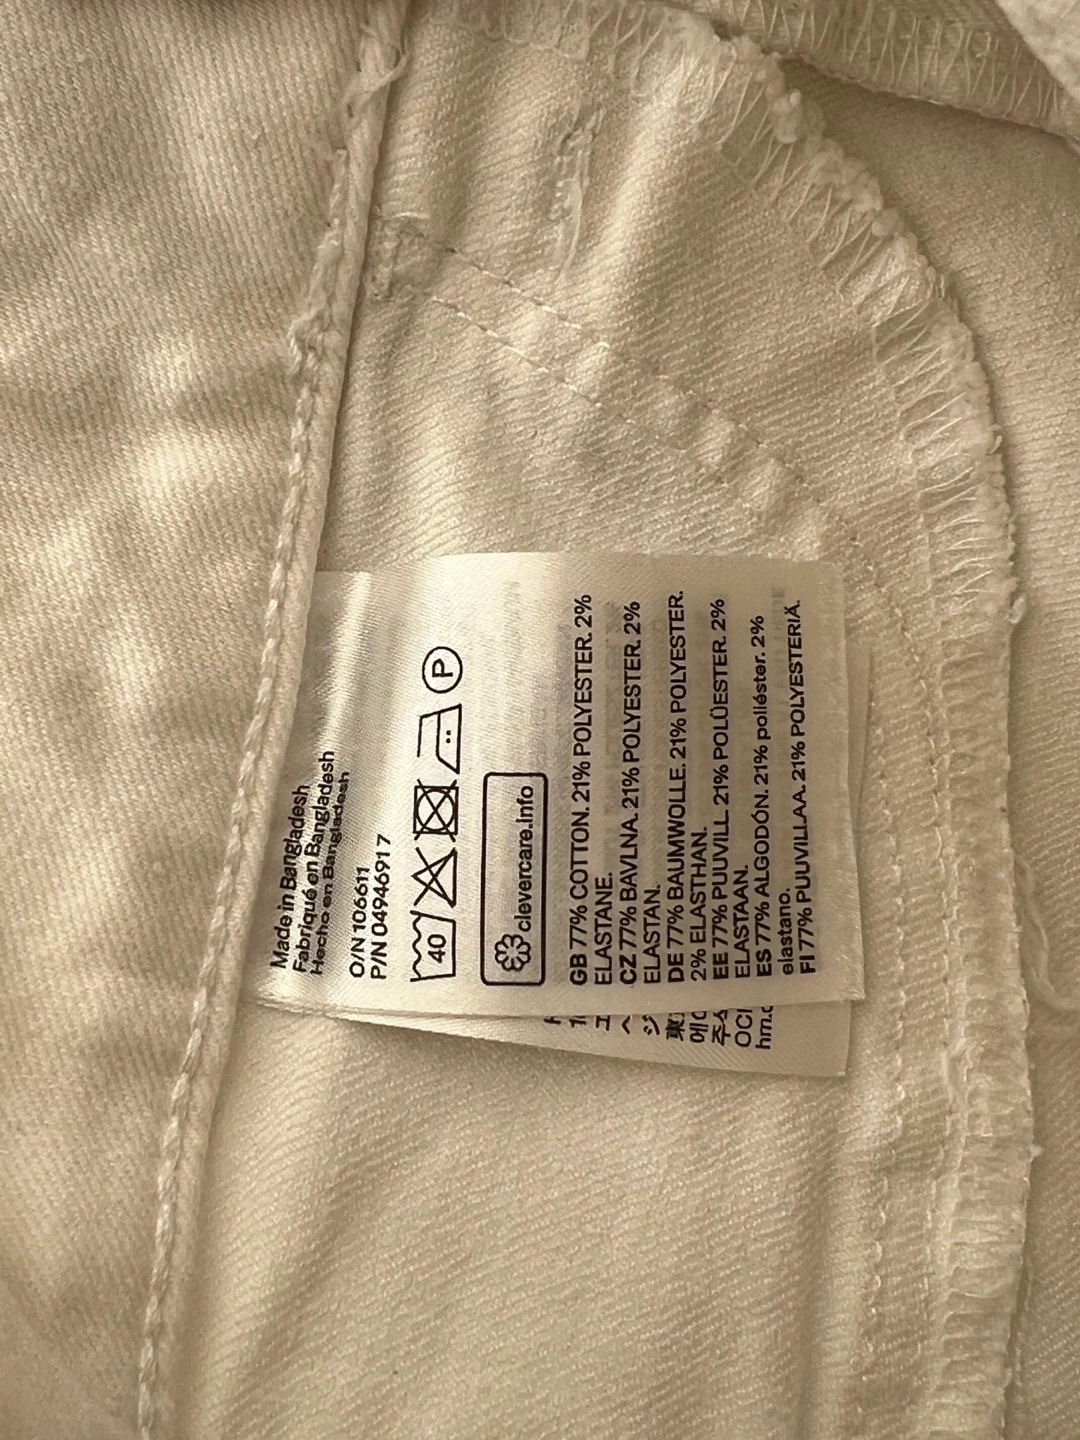 Made in Bangladesh
Fabriqué en Bangladesh
Hecho en Bangladesh
O/N 106611
P/N 04946917
40
P
clevercare.info
GB 77% COTTON. 21% POLYESTER. 2%
ELASTANE.
CZ 77% BAVLNA. 21% POLYESTER. 2%
ELASTAN.
DE 77% BAUMWOLLE. 21% POLYESTER.
2% ELASTHAN.
EE 77% PUUVILL. 21% POLÜESTER. 2%
ELASTAAN.
ES 77% ALGODÓN. 21% poliéster. 2%
elastano.
FI 77% PUUVILLAA. 21% POLYESTERIÄ.